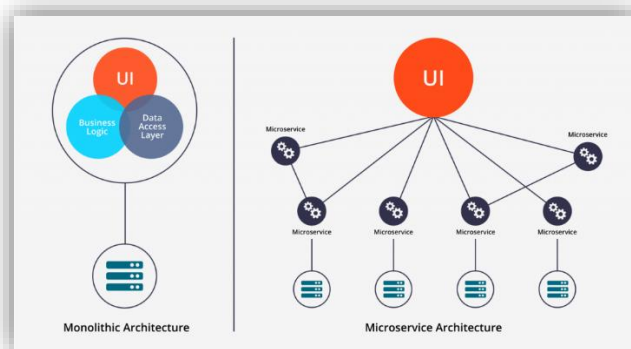 UI
Business
Logic
Data
Access
Layer
Monolithic Architecture
UI
Microservice
Microservice
Microservice
Microservice
Microservice
Microservice
Microservice Architecture